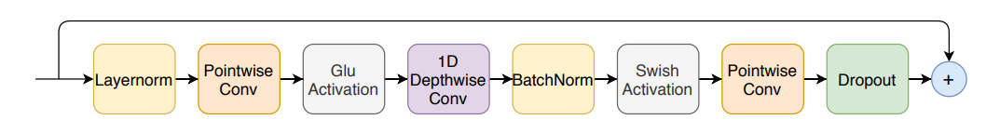 Layernorm
Pointwise
Conv
Glu
Activation
1D
Depthwise
Conv
BatchNorm
Swish
Activation
Pointwise
Conv
Dropout
+